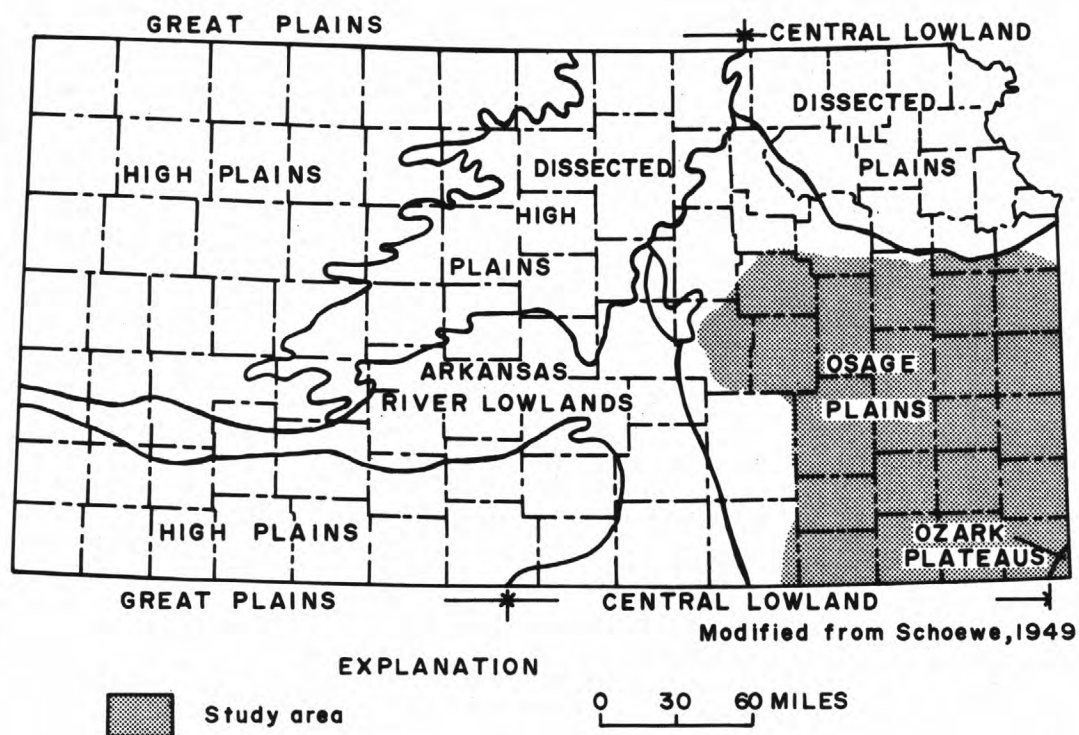 GREAT PLAINS
CENTRAL LOWLAND
DISSECTED
TILL
PLAINS
HIGH PLAINS
DISSECTED
HIGH
PLAINS
ARKANSAS
RIVER LOWLANDS
OSAGE
PLAINS
HIGH PLAINS
OZARK
PLATEAUS
GREAT PLAINS
CENTRAL LOWLAND
Modified from Schoewe, 1949
EXPLANATION
Study area
0 30 60 MILES